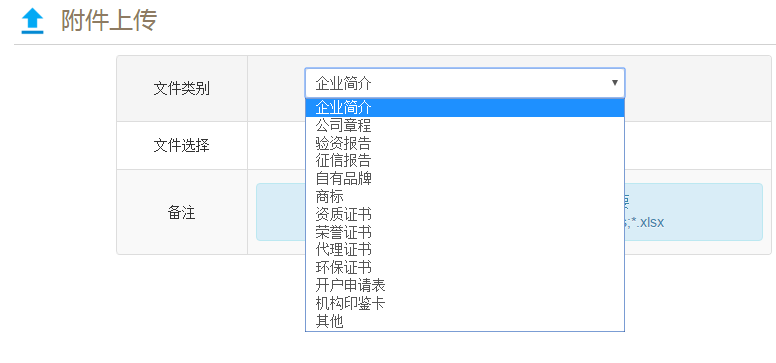 附件上传
文件类别
企业简介
企业简介
公司章程
验资报告
征信报告
自有品牌
商标
资质证书
荣誉证书
代理证书
环保证书
开户申请表
机构印鉴卡
其他
文件选择
备注
;*.xlsx